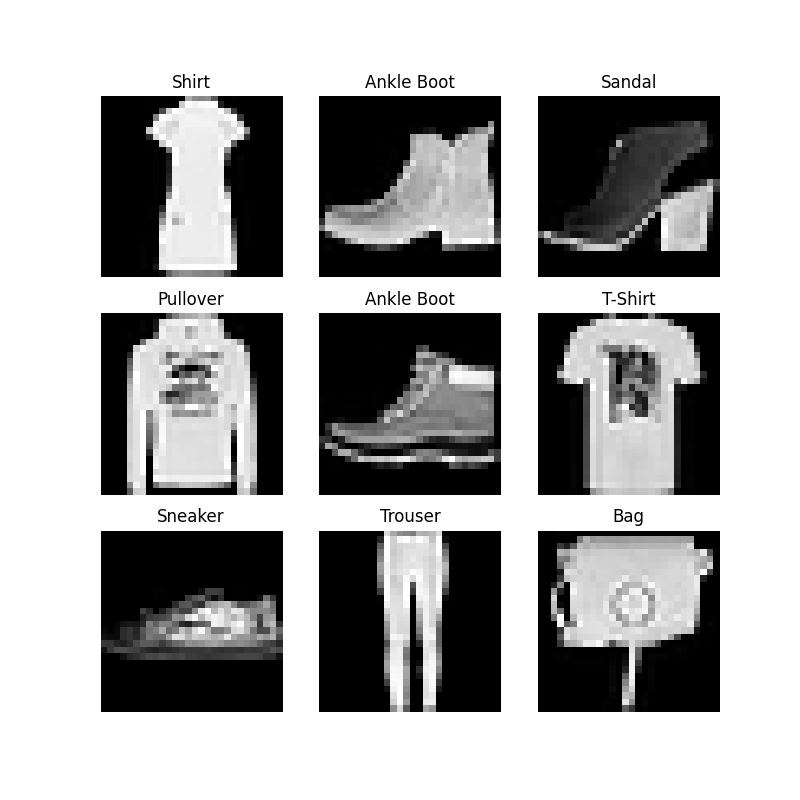 Shirt
Ankle Boot
Sandal
Pullover
Ankle Boot
T-Shirt
Sneaker
Trouser
Bag